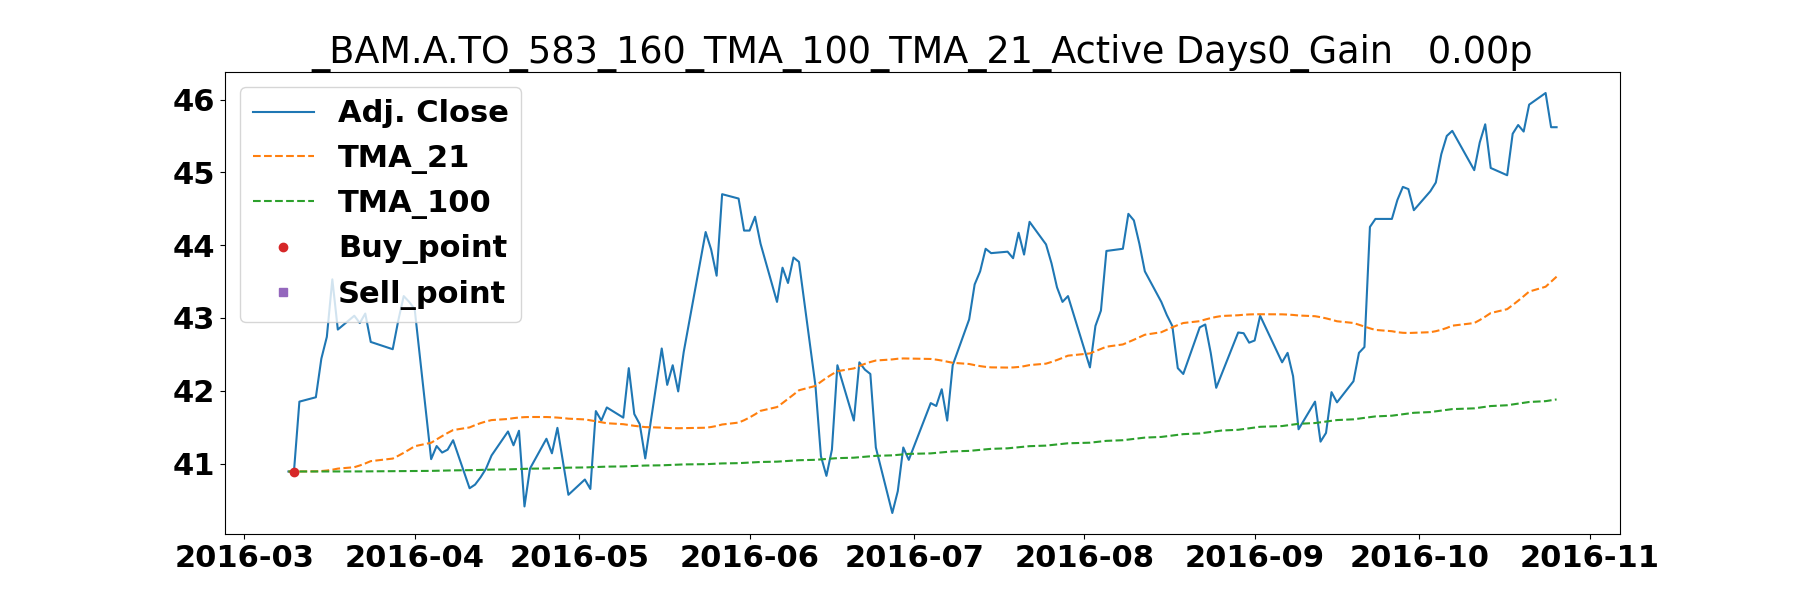 _BAM.A.TO_583_160_TMA_100_TMA_21_Active Days0_Gain   0.00p
46
45
44
43
42
41
Adj. Close
TMA_21
TMA_100
Buy_point
Sell_point
2016-03 2016-04 2016-05 2016-06 2016-07 2016-08 2016-09 2016-10 2016-11